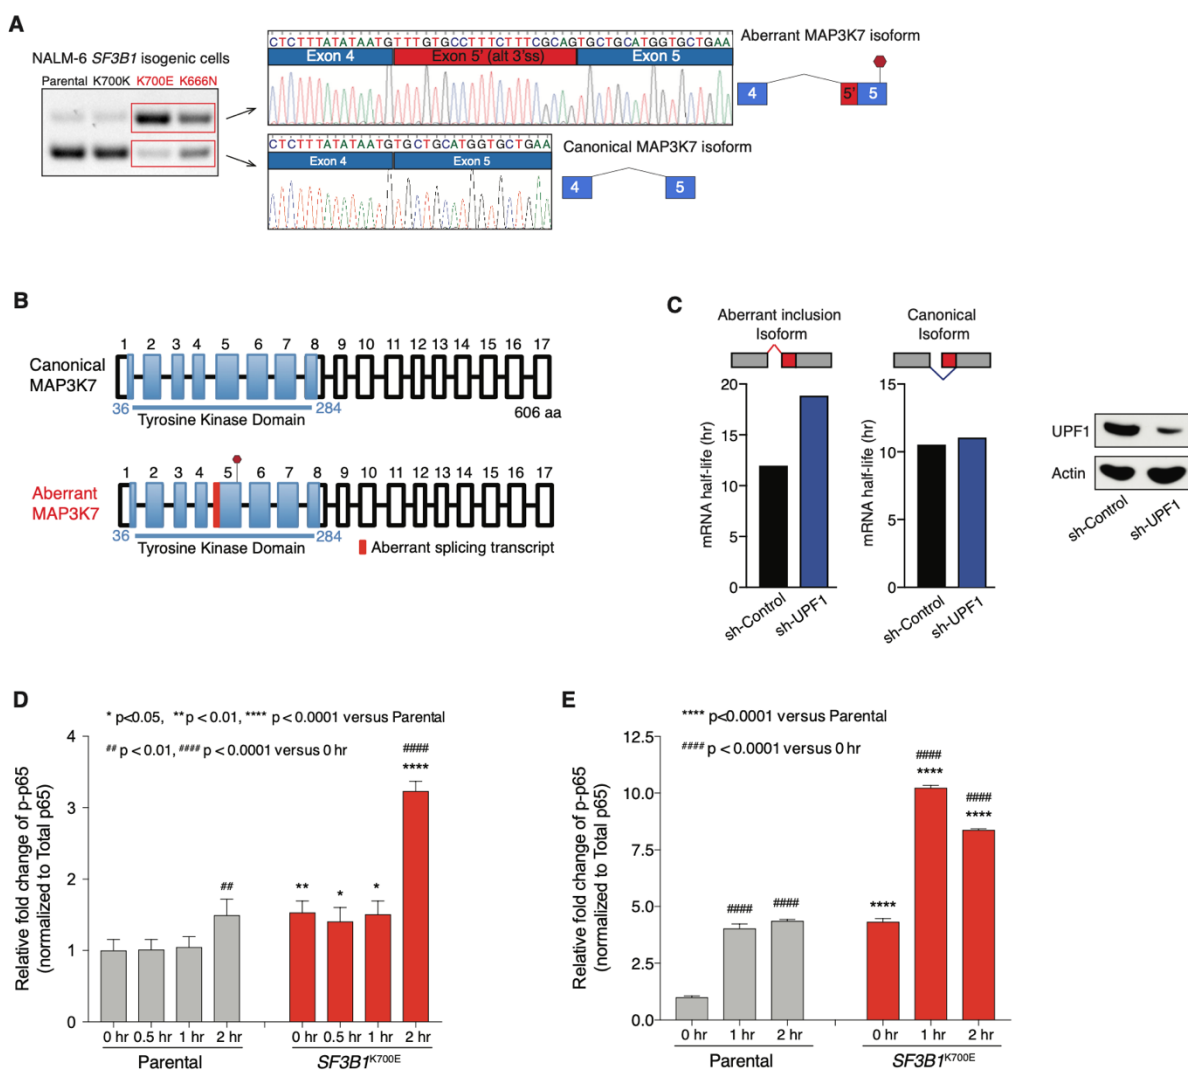 A
NALM-6 SF3B1 isogenic cells
Parental K700K K700E K666N
CTCTTTATATAATGTTTGTGCCTTTCTTTCGCAGTGCTGCATGGTGCTGAA
Exon 4 Exon 5' (alt 3'ss) Exon 5
Aberrant MAP3K7 isoform
4 5' 5
CTCTTTATATAATGTGCTGCATGGTGCTGAA
Exon 4 Exon 5
Canonical MAP3K7 isoform
4 5
B
1 2 3 4 5 6 7 8 9 10 11 12 13 14 15 16 17
Canonical
MAP3K7
36 284
Tyrosine Kinase Domain
606 aa
1 2 3 4 5 6 7 8 9 10 11 12 13 14 15 16 17
Aberrant
MAP3K7
36 284
Tyrosine Kinase Domain
Aberrant splicing transcript
C
Aberrant inclusion
Isoform
mRNA half-life (hr)
20
15
10
5
0
sh-Control
sh-UPF1
Canonical
Isoform
mRNA half-life (hr)
15
10
5
0
sh-Control
sh-UPF1
UPF1
Actin
sh-Control
sh-UPF1
D
* p<0.05, **p < 0.01, **** p < 0.0001 versus Parental
## p < 0.01, #### p < 0.0001 versus 0 hr
Relative fold change of p-p65
(normalized to Total p65)
4
3
2
1
0
##
**
*
*
####
****
0 hr 0.5 hr 1 hr 2 hr 0 hr 0.5 hr 1 hr 2 hr
Parental SF3B1K700E
E
**** p<0.0001 versus Parental
#### p < 0.0001 versus 0 hr
Relative fold change of p-p65
(normalized to Total p65)
12.5
10.0
7.5
5.0
2.5
0.0
####
####
****
####
****
####
****
0 hr 1 hr 2 hr 0 hr 1 hr 2 hr
Parental SF3B1K700E